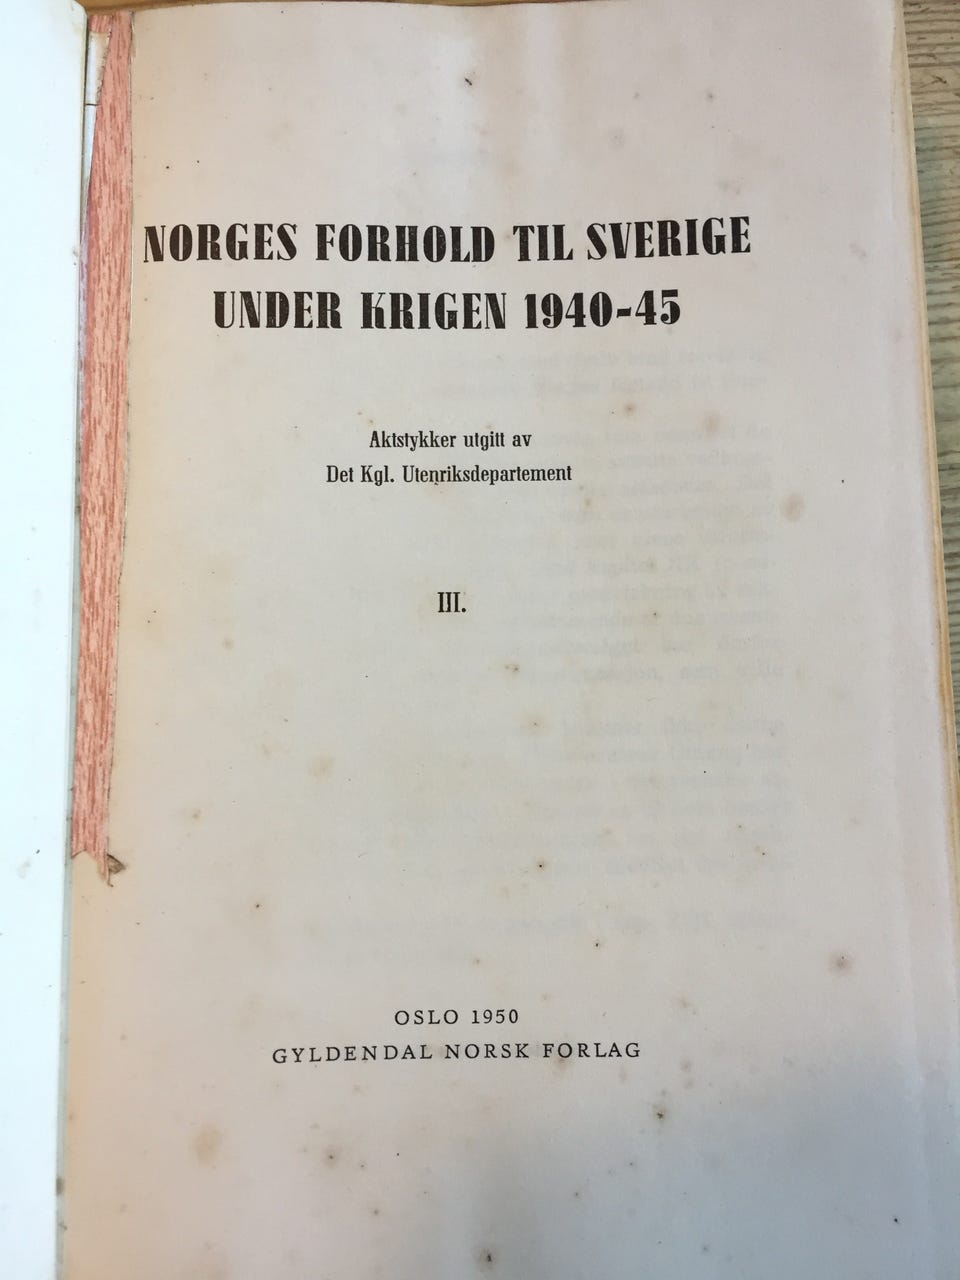 NORGES FORHOLD TIL SVERIGE
UNDER KRIGEN 1940-45
Aktstykker utgitt av
Det Kgl. Utenriksdepartement
III.
OSLO 1950
GYLDENDAL NORSK FORLAG